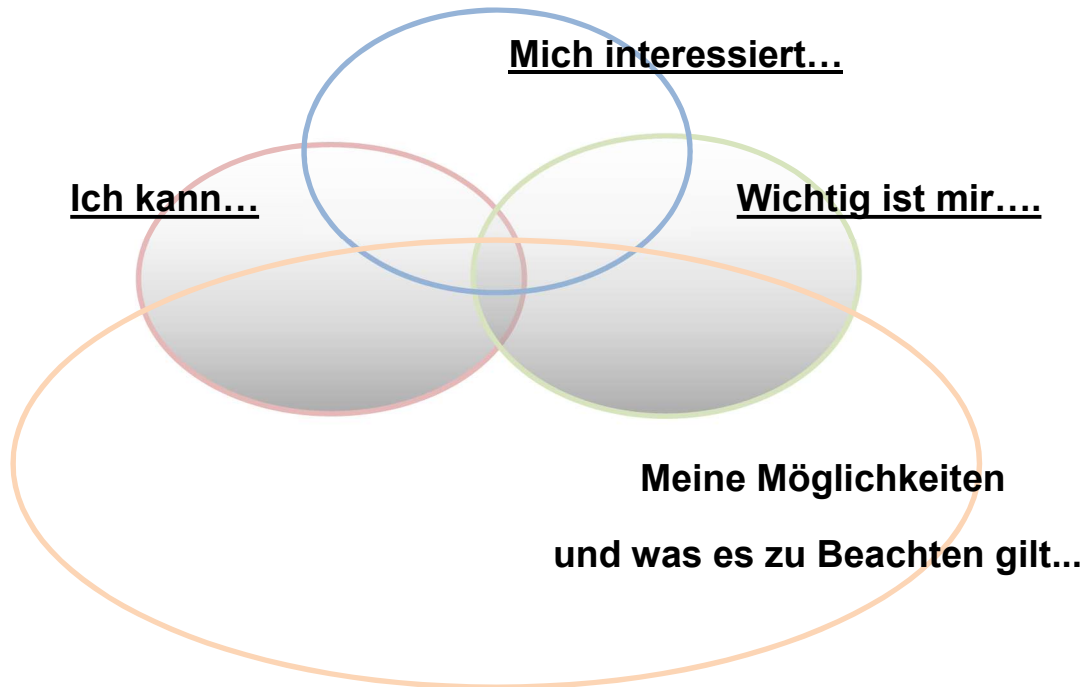 Mich interessiert…
Ich kann…
Wichtig ist mir….
Meine Möglichkeiten
und was es zu Beachten gilt...